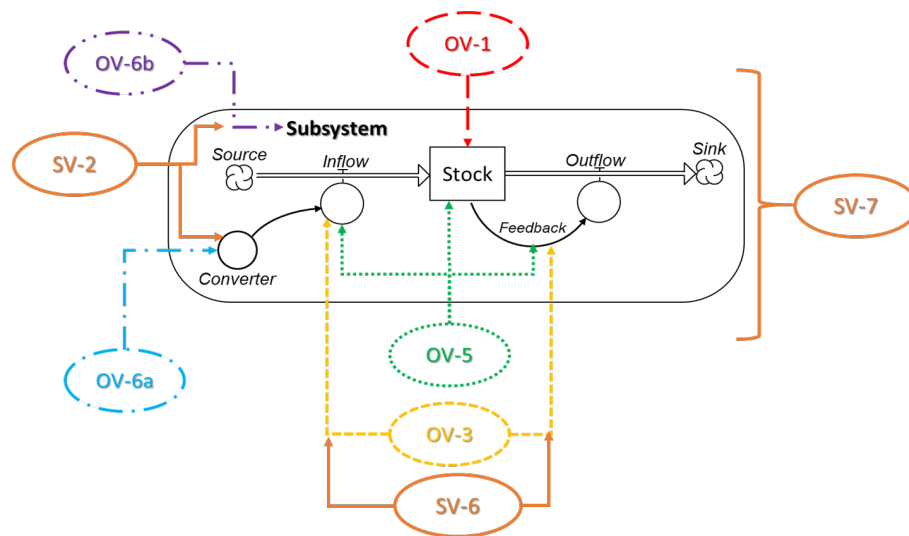 OV-1
OV-6b
Subsystem
SV-2
Source
Inflow
Stock
Outflow
Sink
SV-7
Feedback
Converter
OV-5
OV-6a
OV-3
SV-6